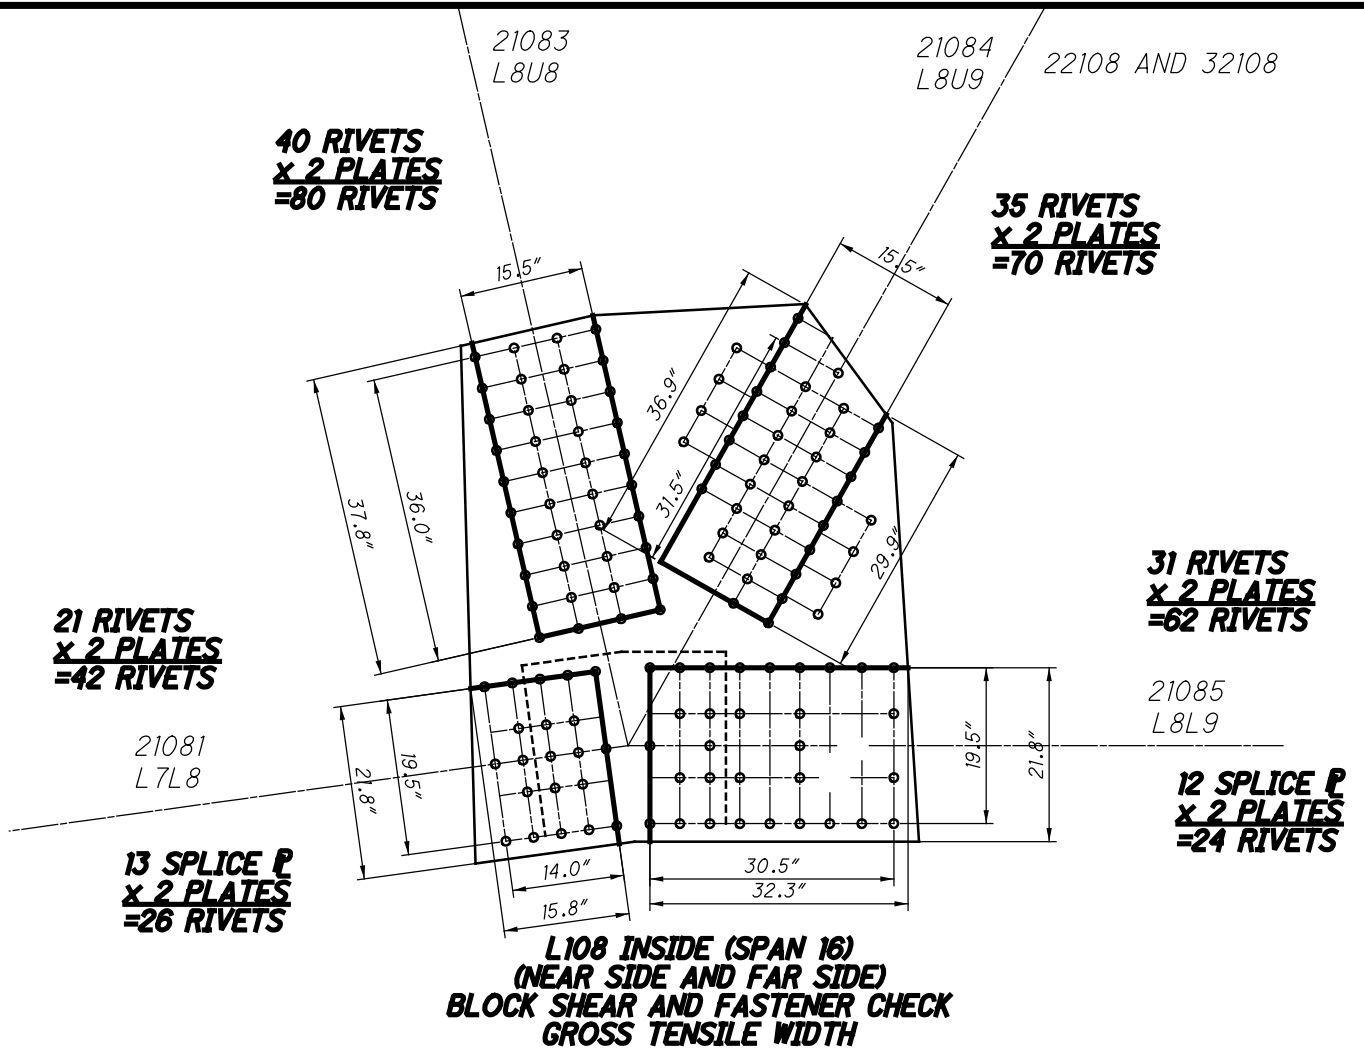 21083
L8U8
21084
L8U9
22108 AND 32108
40 RIVETS
x 2 PLATES
=80 RIVETS
35 RIVETS
x 2 PLATES
=70 RIVETS
15.5"
15.5"
36.9"
31.5"
37.8"
36.0"
29.9"
31 RIVETS
x 2 PLATES
=62 RIVETS
21 RIVETS
x 2 PLATES
=42 RIVETS
21085
L8L9
21081
L7L8
19.5"
21.8"
21.8"
19.5"
12 SPLICE ⅊
x 2 PLATES
=24 RIVETS
13 SPLICE ⅊
x 2 PLATES
=26 RIVETS
14.0"
15.8"
30.5"
32.3"
L108 INSIDE (SPAN 16)
(NEAR SIDE AND FAR SIDE)
BLOCK SHEAR AND FASTENER CHECK
GROSS TENSILE WIDTH